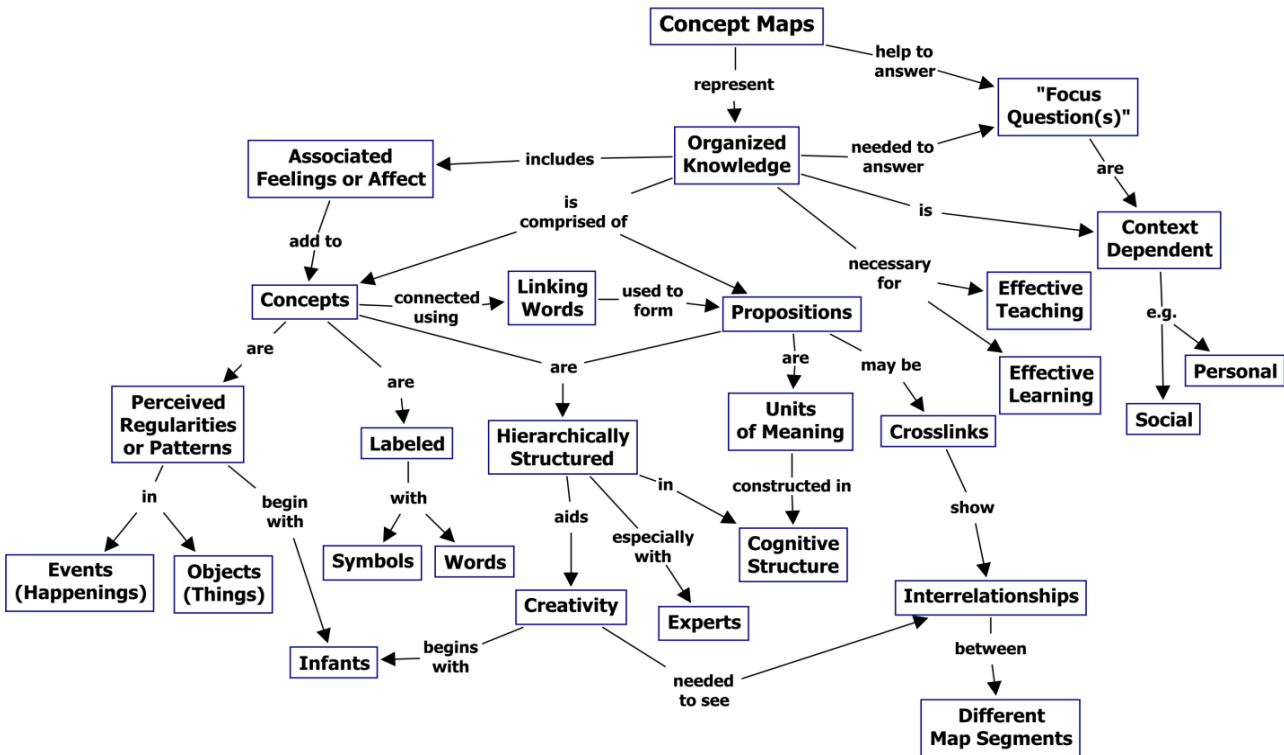 Concept Maps
help to
answer
represent
"Focus
Question(s)"
Associated
Feelings or Affect
includes
Organized
Knowledge
needed to
answer
are
is
comprised of
is
Context
Dependent
add to
necessary
for
Concepts
connected
using
Linking
Words
used to
form
Propositions
Effective
Teaching
e.g.
are
are
are
are
may be
Effective
Learning
Personal
Social
Perceived
Regularities
or Patterns
Labeled
Hierarchically
Structured
Units
of Meaning
Crosslinks
in
begin
with
with
in
constructed in
aids
especially
with
show
Events
(Happenings)
Objects
(Things)
Symbols
Words
Cognitive
Structure
Creativity
Experts
Interrelationships
Infants
begins
with
needed
to see
between
Different
Map Segments